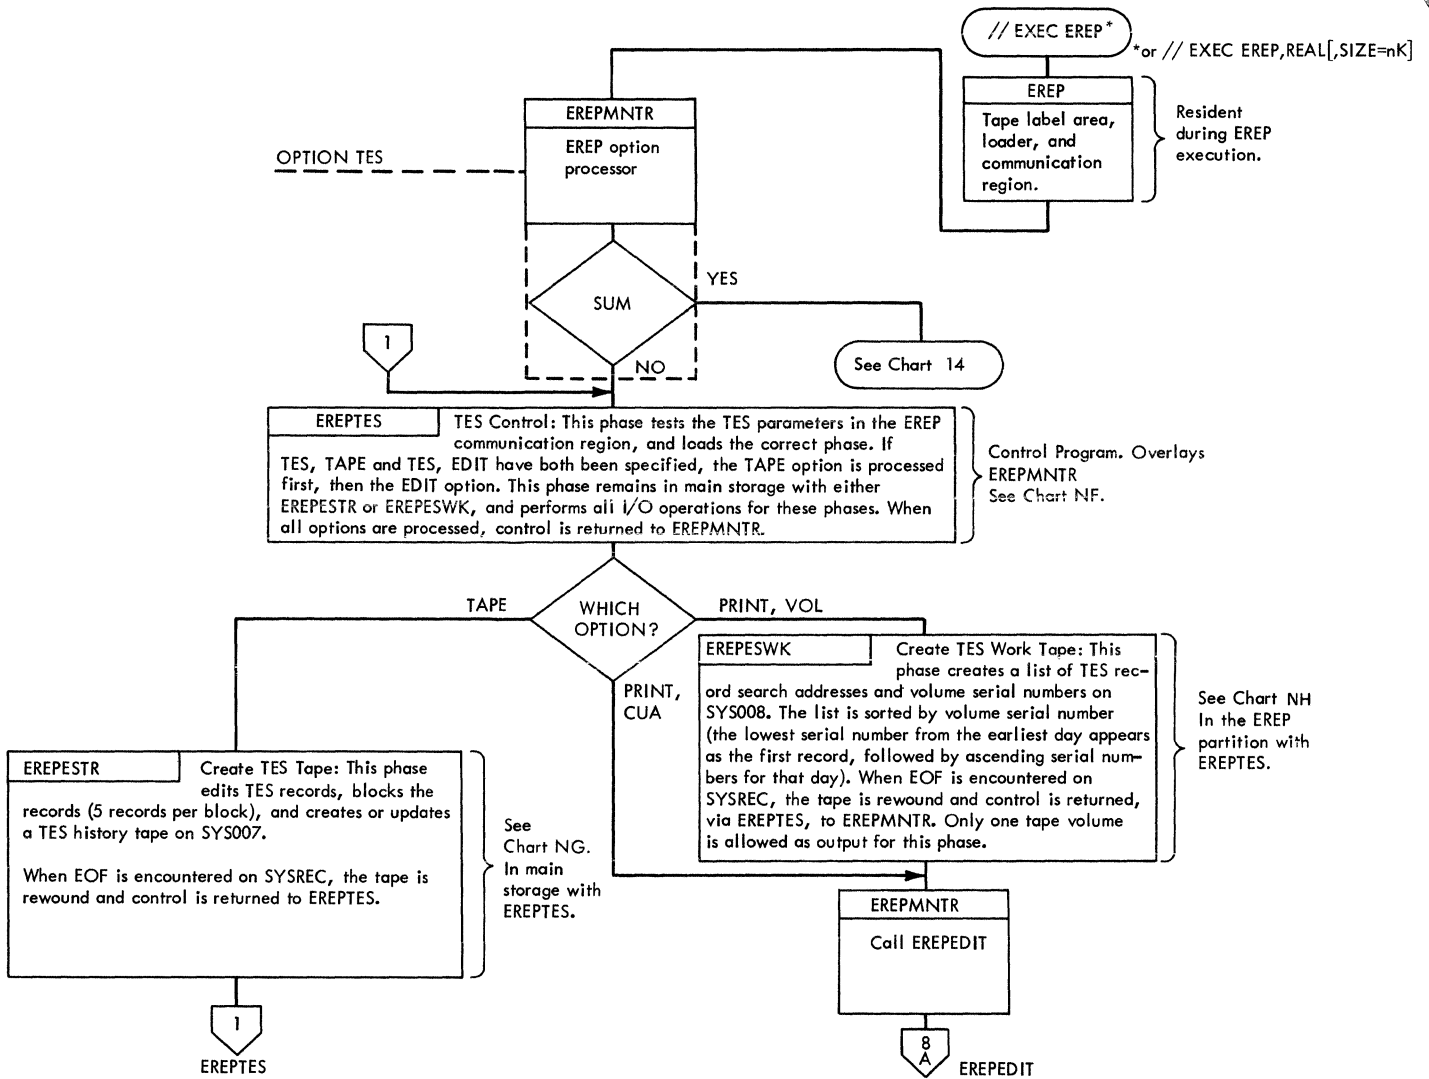 // EXEC EREP*
*or // EXEC EREP,REAL[,SIZE=nK]
EREP
Tape label area,
loader, and
communication
region.
Resident
during EREP
execution.
EREPMNTR
EREP option
processor
OPTION TES
SUM
YES
NO
See Chart 14
1
EREPTES
TES Control: This phase tests the TES parameters in the EREP
communication region, and loads the correct phase. If
TES, TAPE and TES, EDIT have both been specified, the TAPE option is processed
first, then the EDIT option. This phase remains in main storage with either
EREPESTR or EREPESWK, and performs all I/O operations for these phases. When
all options are processed, control is returned to EREPMNTR.
Control Program. Overlays
EREPMNTR
See Chart NF.
WHICH
OPTION?
TAPE
PRINT, VOL
PRINT,
CUA
EREPESWK
Create TES Work Tape: This
phase creates a list of TES rec-
ord search addresses and volume serial numbers on
SYS008. The list is sorted by volume serial number
(the lowest serial number from the earliest day appears
as the first record, followed by ascending serial num-
bers for that day). When EOF is encountered on
SYSREC, the tape is rewound and control is returned,
via EREPTES, to EREPMNTR. Only one tape volume
is allowed as output for this phase.
See Chart NH
In the EREP
partition with
EREPTES.
EREPESTR
Create TES Tape: This phase
edits TES records, blocks the
records (5 records per block), and creates or updates
a TES history tape on SYS007.
When EOF is encountered on SYSREC, the tape is
rewound and control is returned to EREPTES.
See
Chart NG.
In main
storage with
EREPTES.
EREPMNTR
Call EREPEDIT
1
EREPTES
8
A
EREPEDIT